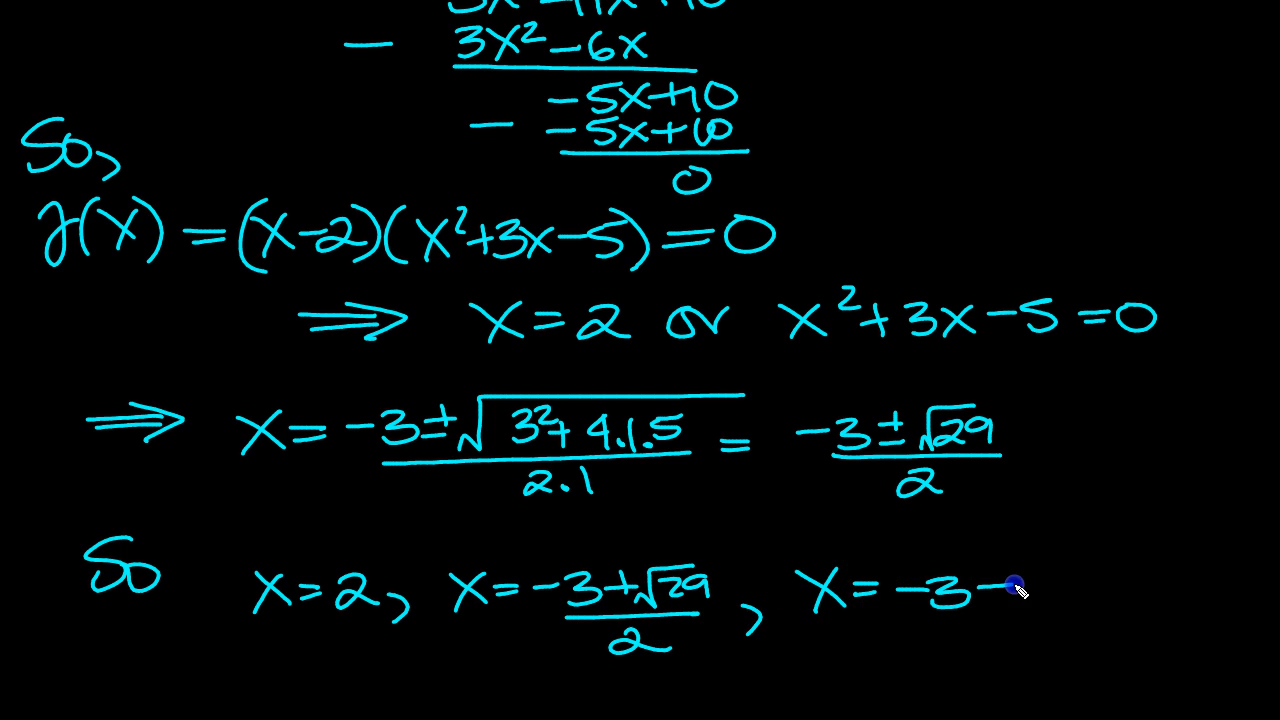 − 3x² − 6x
−5x+10
− −5x+10
0
So,
f(x) = (x−2)(x²+3x−5) = 0
⟹ x = 2 or x²+3x−5 = 0
⟹ x = −3 ± √(3²+4.1.5) / 2.1 = −3 ± √29 / 2
So x = 2, x = −3+√29 / 2, x = −3−